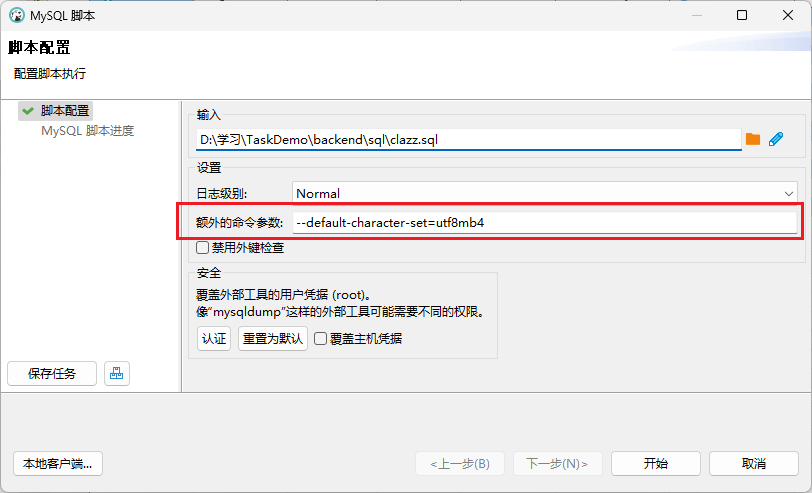 MySQL 脚本
脚本配置
配置脚本执行
脚本配置
MySQL 脚本进度
输入
D:\学习\TaskDemo\backend\sql\clazz.sql
设置
日志级别:
Normal
额外的命令参数:
--default-character-set=utf8mb4
禁用外键检查
安全
覆盖外部工具的用户凭据 (root)。
像"mysqldump"这样的外部工具可能需要不同的权限。
认证
重置为默认
覆盖主机凭据
保存任务
本地客户端...
<上一步(B)
下一步(N)>
开始
取消